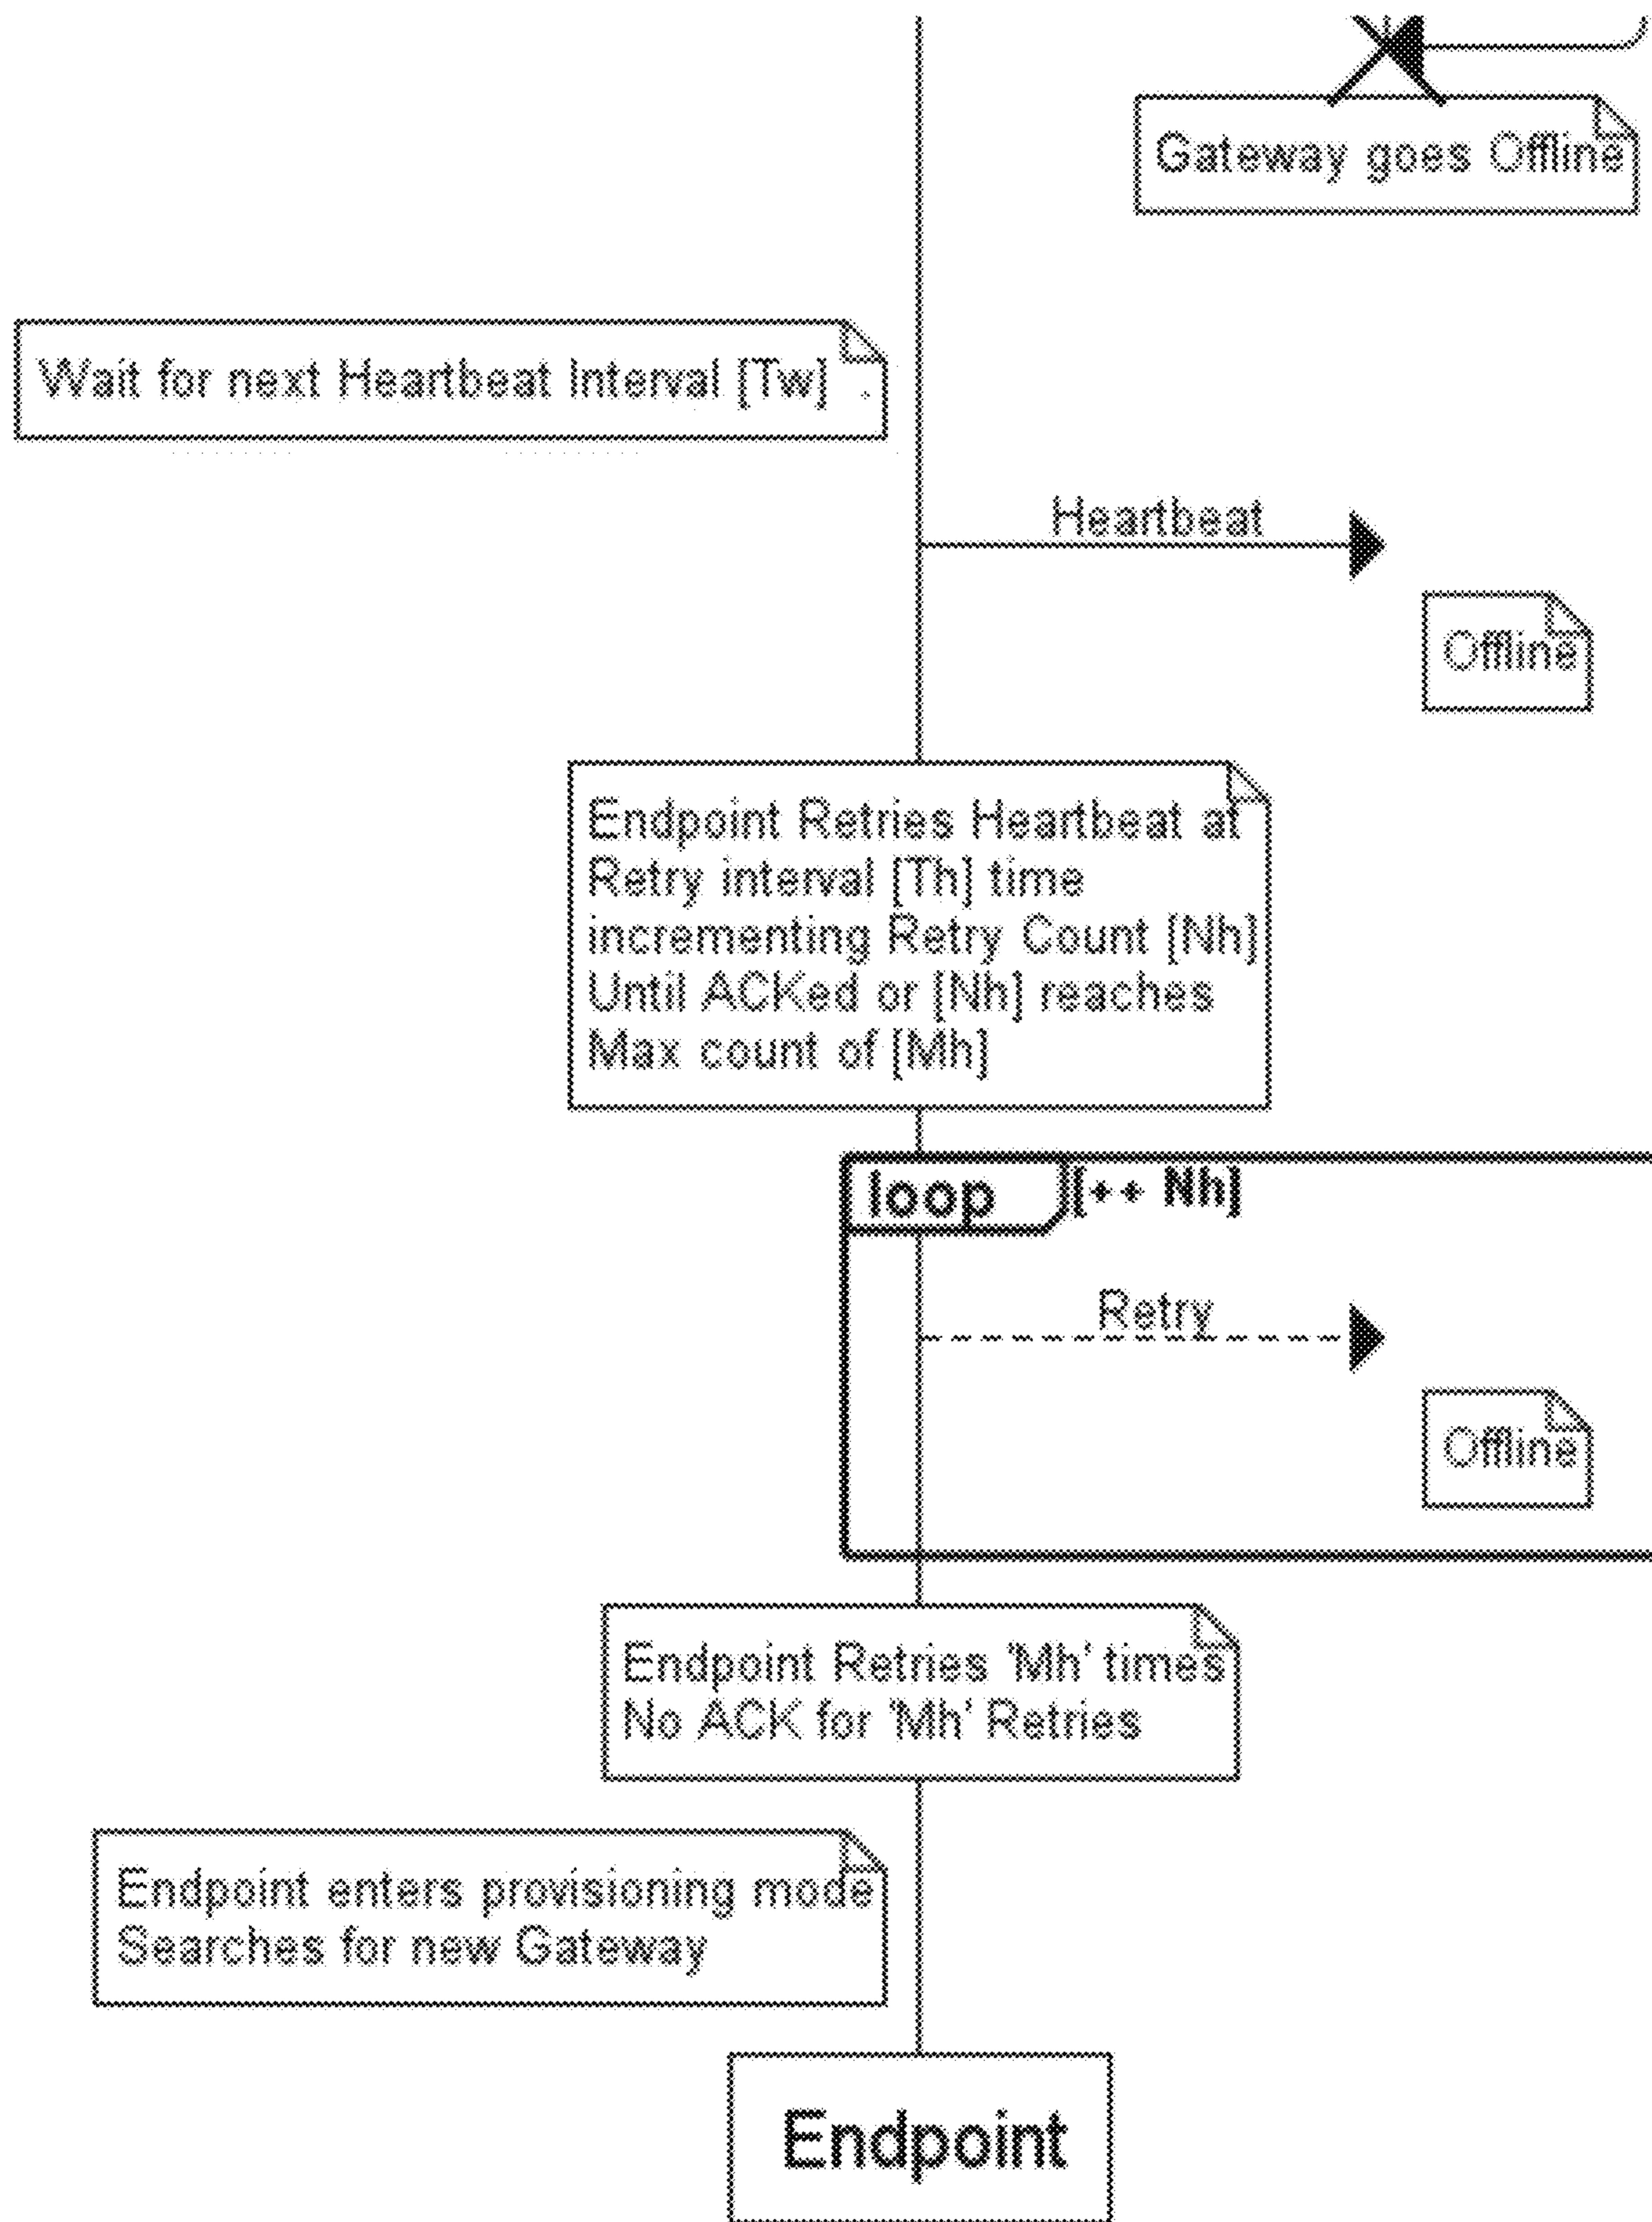 Gateway goes Offline
Wait for next Heartbeat Interval [Tw]
Heartbeat
Offline
Endpoint Retries Heartbeat at
Retry interval [Th] time
incrementing Retry Count [Nh]
Until ACKed or [Nh] reaches
Max count of [Mh]
loop [++ Nh]
Retry
Offline
Endpoint Retries 'Mh' times
No ACK for 'Mh' Retries
Endpoint enters provisioning mode
Searches for new Gateway
Endpoint